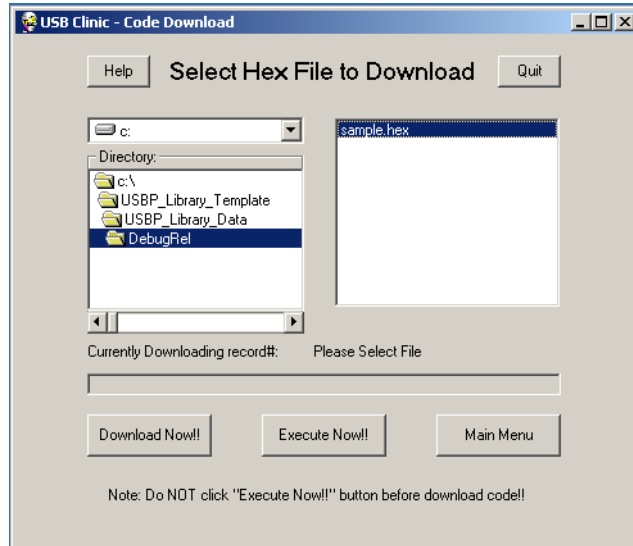 USB Clinic - Code Download
Help
Select Hex File to Download
Quit
c:
sample.hex
Directory:
c:\
USBP_Library_Template
USBP_Library_Data
DebugRel
Currently Downloading record#: Please Select File
Download Now!!
Execute Now!!
Main Menu
Note: Do NOT click "Execute Now!!" button before download code!!